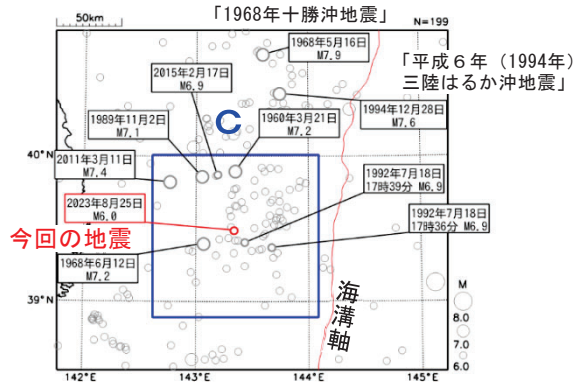 「1968年十勝沖地震」
50km
N=199
1968年5月16日
M7.9
「平成６年（1994年）
三陸はるか沖地震」
2015年2月17日
M6.9
1994年12月28日
M7.6
1989年11月2日
M7.1
C
1960年3月21日
M7.2
40°N
2011年3月11日
M7.4
1992年7月18日
17時39分 M6.9
2023年8月25日
M6.0
今回の地震
1992年7月18日
17時36分 M6.9
1968年6月12日
M7.2
海溝軸
M
39°N
8.0
7.0
6.0
142°E
143°E
144°E
145°E